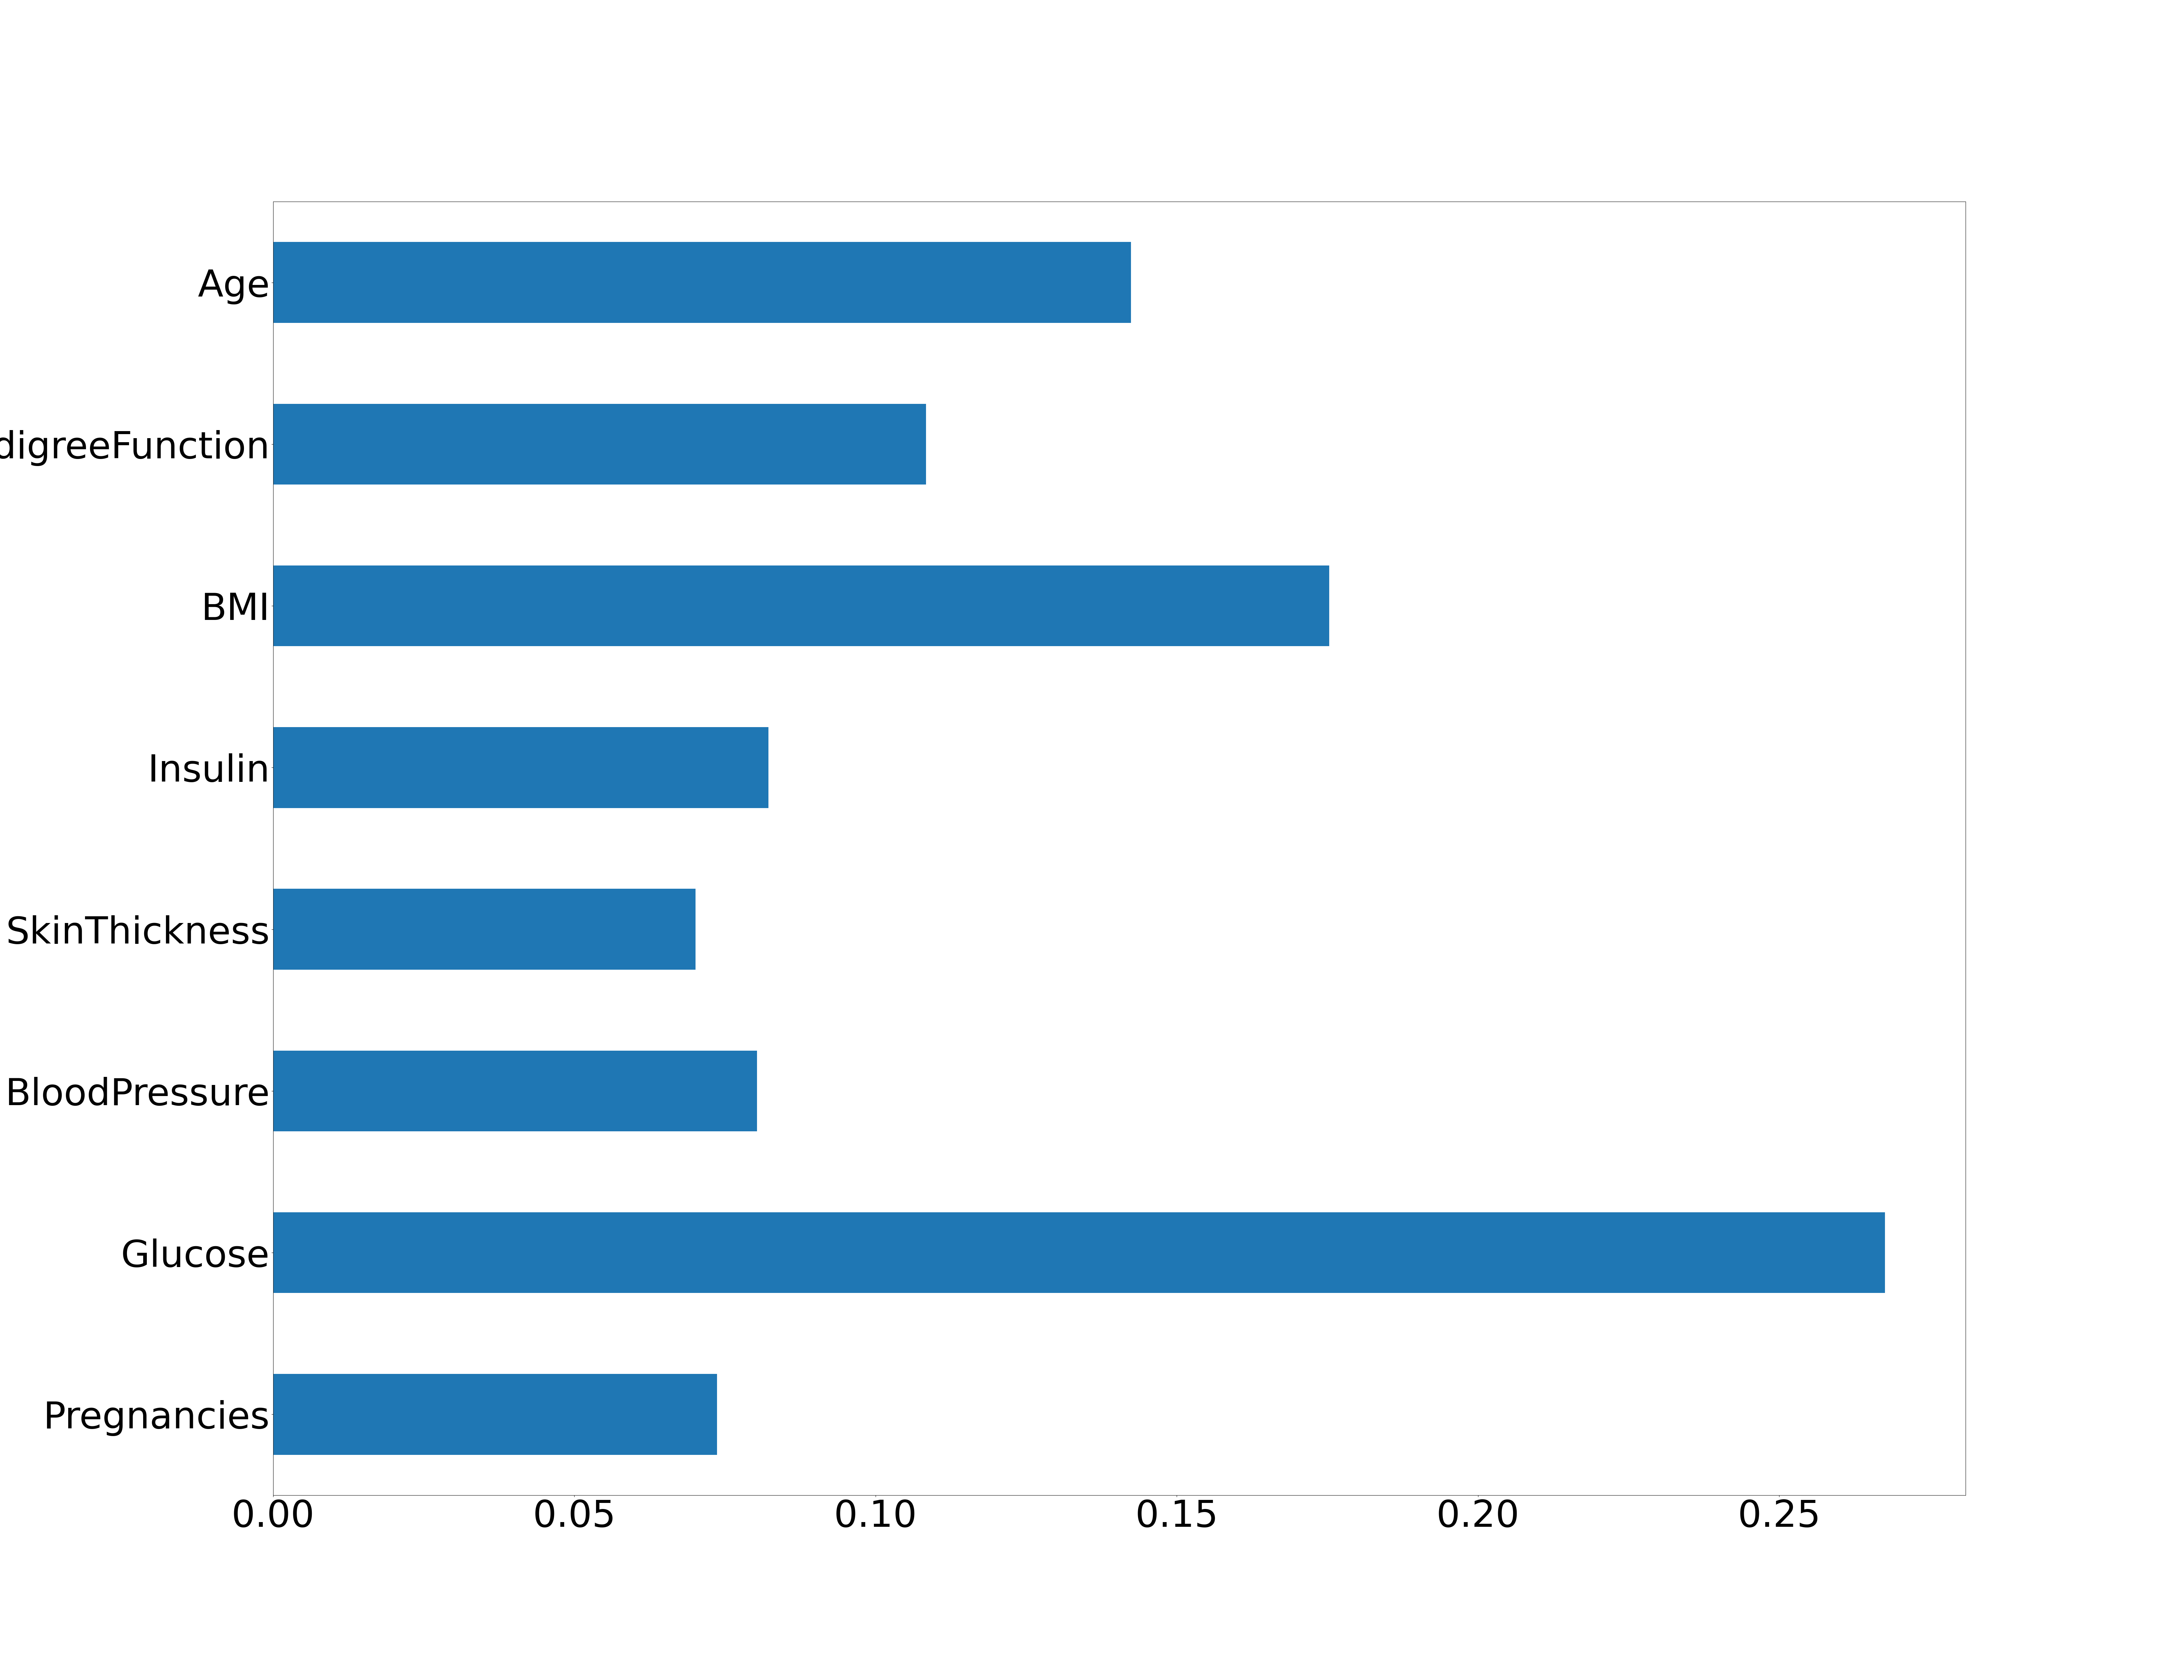 Age
digreeFunction
BMI
Insulin
SkinThickness
BloodPressure
Glucose
Pregnancies
0.00 0.05 0.10 0.15 0.20 0.25